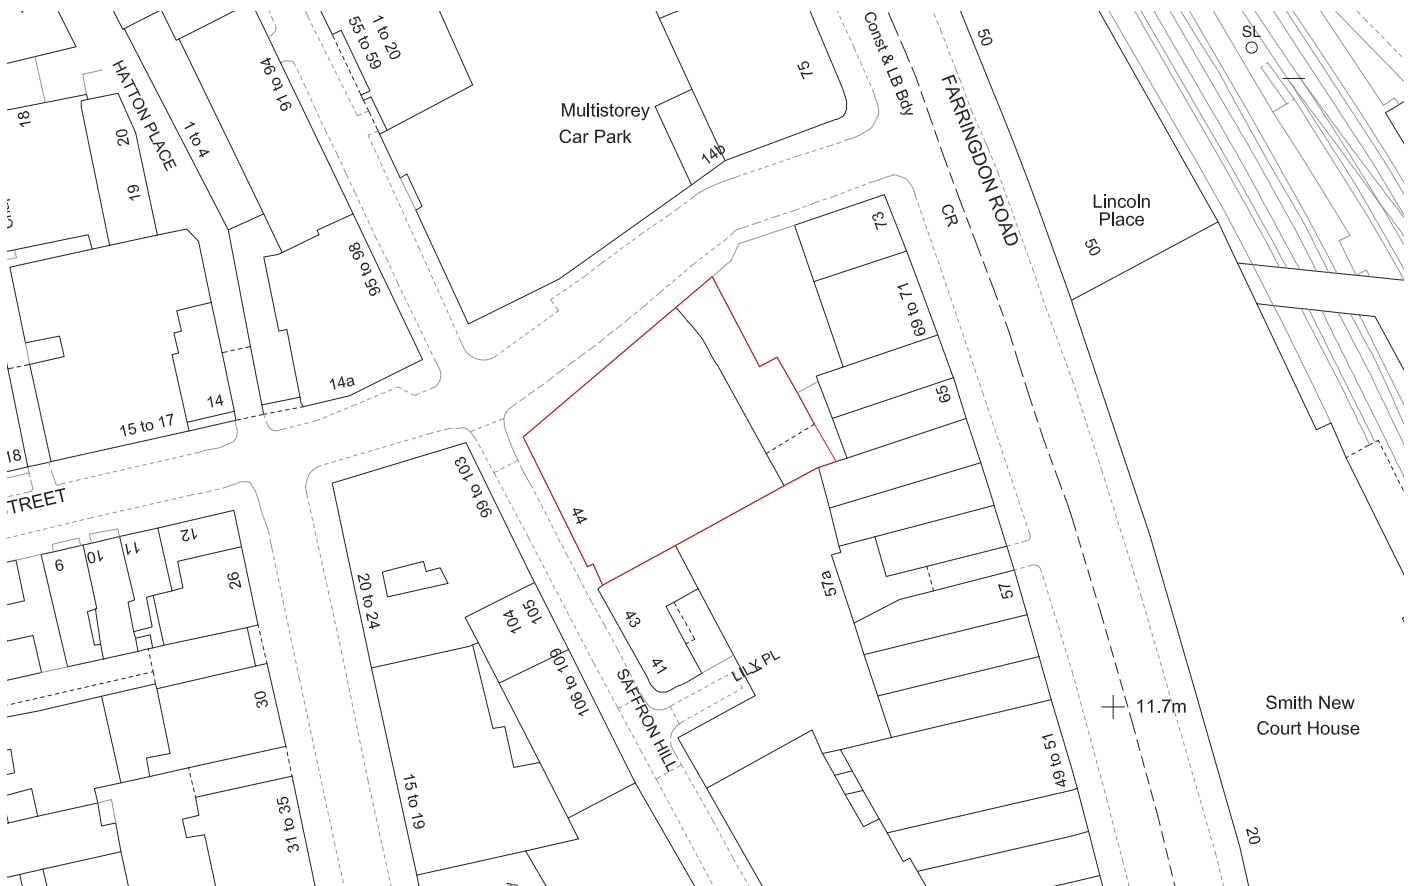 HATTON PLACE
18
20
19
1 to 4
91 to 94
1 to 20
55 to 59
Multistorey
Car Park
75
14b
Const & LB Bdy
FARRINGDON ROAD
CR
50
SL
Lincoln
Place
50
73
69 to 71
65
95 to 98
14a
14
15 to 17
18
TREET
99 to 103
44
9
10
11
12
26
20 to 24
104
105
43
41
57a
57
LILY PL
SAFFRON HILL
106 to 109
30
31 to 35
15 to 19
49 to 51
11.7m
Smith New
Court House
20